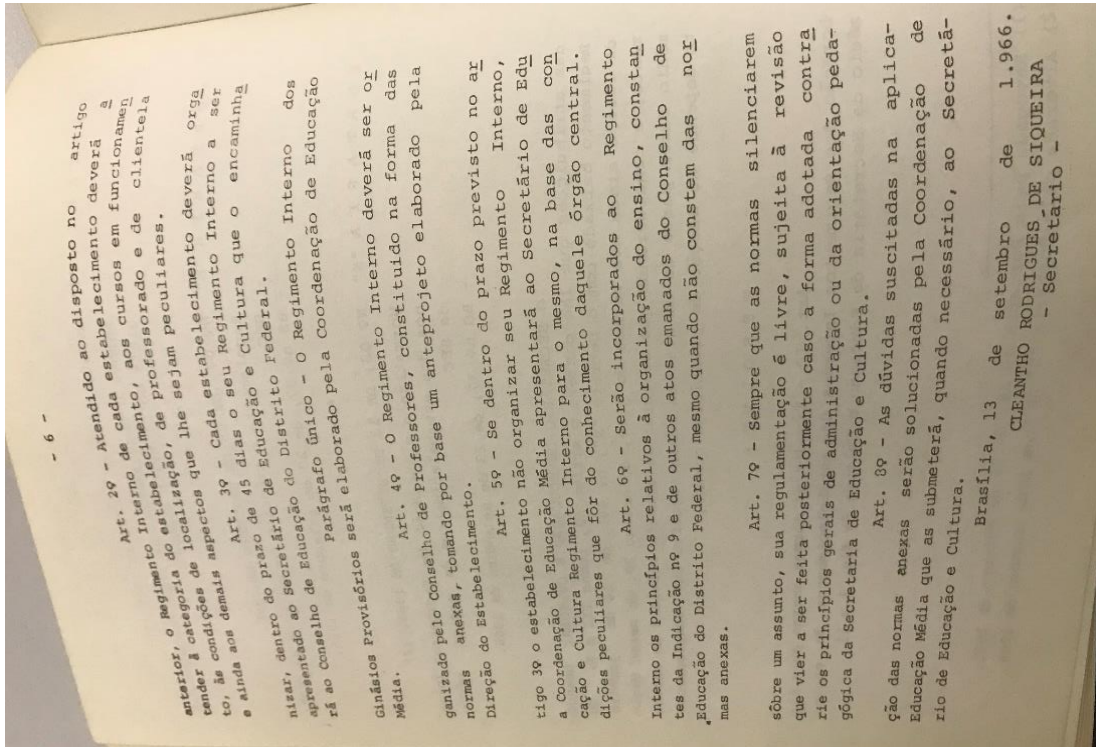 - 6 -
Art. 2º - Atendido ao disposto no artigo
anterior, o Regimento Interno de cada estabelecimento deverá a
tender à categoria do estabelecimento, aos cursos em funcionamen
to, às condições de localização, de professorado e de clientela
e ainda aos demais aspectos que lhe sejam peculiares.
Art. 3º - Cada estabelecimento deverá orga
nizar, dentro do prazo de 45 dias o seu Regimento Interno a ser
apresentado ao Secretário de Educação e Cultura que o encaminha
rá ao Conselho de Educação do Distrito Federal.
Parágrafo único - O Regimento Interno dos
Ginásios Provisórios será elaborado pela Coordenação de Educação
Média.
Art. 4º - O Regimento Interno deverá ser or
ganizado pelo Conselho de Professores, constituido na forma das
normas anexas, tomando por base um anteprojeto elaborado pela
Direção do Estabelecimento.
Art. 5º - Se dentro do prazo previsto no ar
tigo 3º o estabelecimento não organizar seu Regimento Interno,
a Coordenação de Educação Média apresentará ao Secretário de Edu
cação e Cultura Regimento Interno para o mesmo, na base das con
dições peculiares que fôr do conhecimento daquele órgão central.
Art. 6º - Serão incorporados ao Regimento
Interno os princípios relativos à organização do ensino, constan
tes da Indicação nº 9 e de outros atos emanados do Conselho de
Educação do Distrito Federal, mesmo quando não constem das nor
mas anexas.
Art. 7º - Sempre que as normas silenciarem
sôbre um assunto, sua regulamentação é livre, sujeita à revisão
que vier a ser feita posteriormente caso a forma adotada contra
rie os princípios gerais de administração ou da orientação peda-
gógica da Secretaria de Educação e Cultura.
Art. 8º - As dúvidas suscitadas na aplica-
ção das normas anexas serão solucionadas pela Coordenação de
Educação Média que as submeterá, quando necessário, ao Secretá-
rio de Educação e Cultura.
Brasília, 13 de setembro de 1.966.
CLEANTHO RODRIGUES DE SIQUEIRA
- Secretário -